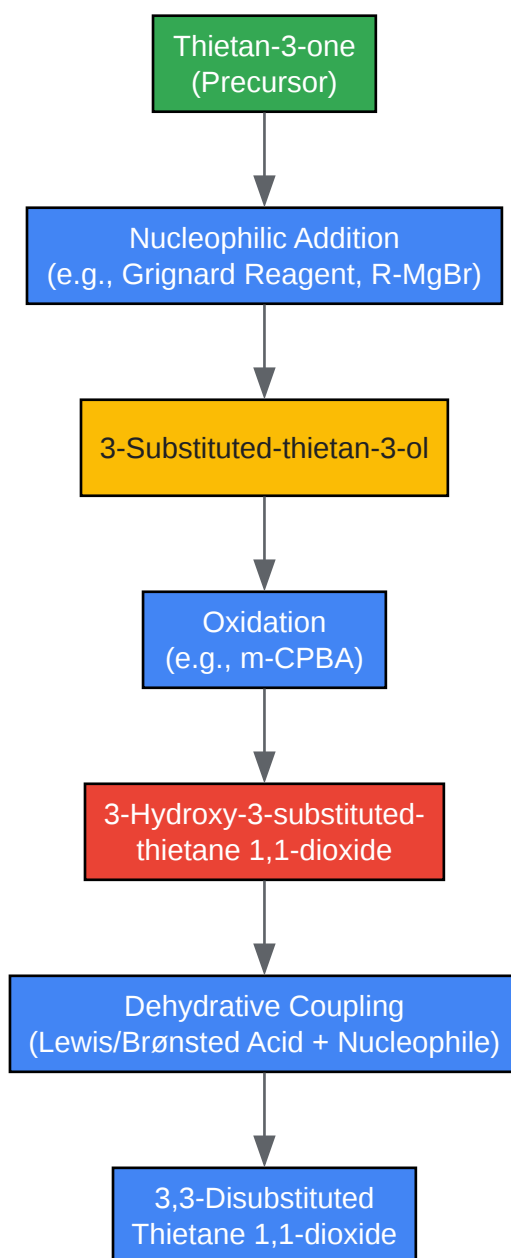 Thietan-3-one
(Precursor)
Nucleophilic Addition
(e.g., Grignard Reagent, R-MgBr)
3-Substituted-thietan-3-ol
Oxidation
(e.g., m-CPBA)
3-Hydroxy-3-substituted-
thietane 1,1-dioxide
Dehydrative Coupling
(Lewis/Brønsted Acid + Nucleophile)
3,3-Disubstituted
Thietane 1,1-dioxide